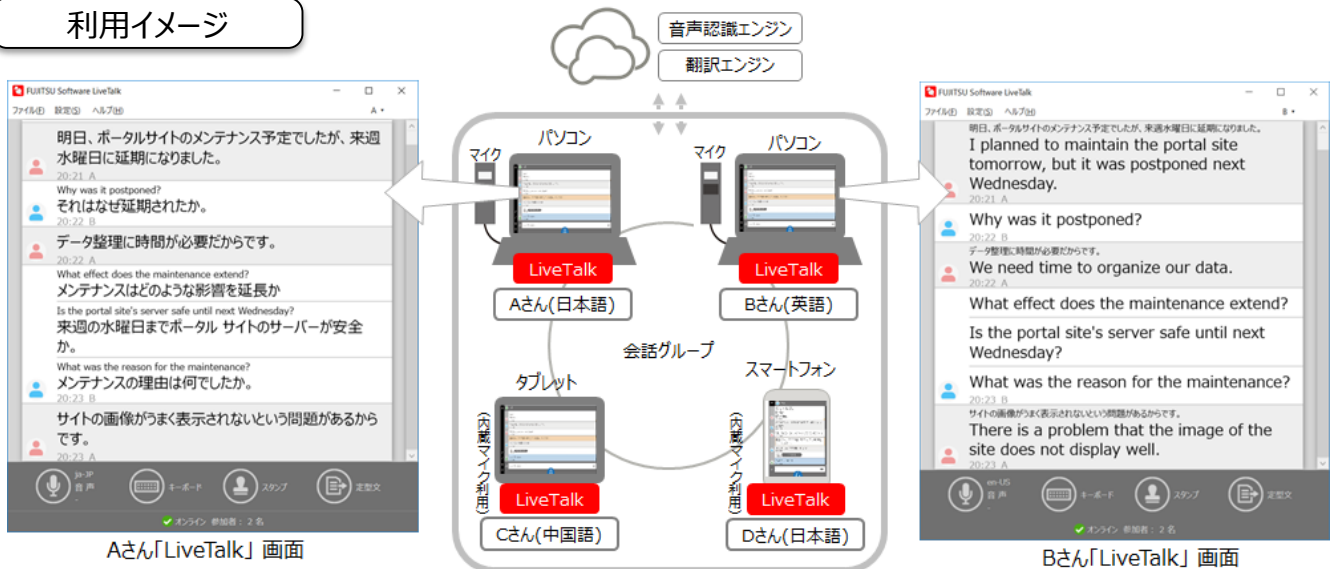 利用イメージ
音声認識エンジン
翻訳エンジン
FUJITSU Software LiveTalk
ファイル(F) 設定(S) ヘルプ(H)
A
明日、ポータルサイトのメンテナンス予定でしたが、来週
水曜日に延期になりました。
20:21 A
Why was it postponed?
それはなぜ延期されたか。
20:22 B
データ整理に時間が必要だからです。
20:22 A
What effect does the maintenance extend?
メンテナンスはどのような影響を延長か
Is the portal site's server safe until next Wednesday?
来週の水曜日までポータル サイトのサーバーが安全
か。
What was the reason for the maintenance?
メンテナンスの理由は何でしたか。
20:23 B
サイトの画像がうまく表示されないという問題があるから
です。
20:23 A
ja-JP
音声
キーボード
スタンプ
定型文
オンライン 参加者: 2 名
Aさん「LiveTalk」 画面
パソコン
マイク
LiveTalk
Aさん(日本語)
パソコン
マイク
LiveTalk
Bさん(英語)
会話グループ
タブレット
(内蔵マイク利用)
LiveTalk
Cさん(中国語)
スマートフォン
(内蔵マイク利用)
LiveTalk
Dさん(日本語)
FUJITSU Software LiveTalk
ファイル(F) 設定(S) ヘルプ(H)
B
明日、ポータルサイトのメンテナンス予定でしたが、来週水曜日に延期になりました。
I planned to maintain the portal site
tomorrow, but it was postponed next
Wednesday.
20:21 A
Why was it postponed?
20:22 B
データ整理に時間が必要だからです。
We need time to organize our data.
20:22 A
What effect does the maintenance extend?
Is the portal site's server safe until next
Wednesday?
What was the reason for the maintenance?
20:23 B
サイトの画像がうまく表示されないという問題があるからです。
There is a problem that the image of the
site does not display well.
20:23 A
en-US
音声
キーボード
スタンプ
定型文
オンライン 参加者: 2 名
Bさん「LiveTalk」 画面